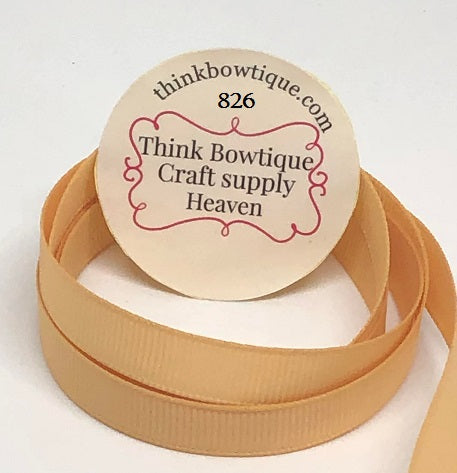 thinkbowtique.com
826
Think Bowtique
Craft supply
Heaven